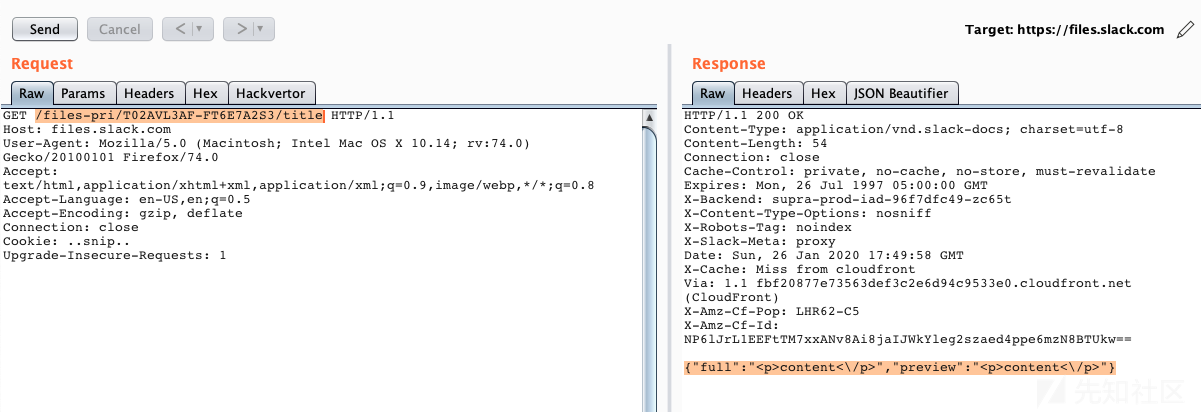 Send Cancel < > Target: https://files.slack.com
Request
Raw Params Headers Hex Hackvertor
GET /files-pri/T02AVL3AF-FT6E7A2S3/title HTTP/1.1
Host: files.slack.com
User-Agent: Mozilla/5.0 (Macintosh; Intel Mac OS X 10.14; rv:74.0)
Gecko/20100101 Firefox/74.0
Accept:
text/html,application/xhtml+xml,application/xml;q=0.9,image/webp,*/*;q=0.8
Accept-Language: en-US,en;q=0.5
Accept-Encoding: gzip, deflate
Connection: close
Cookie: ..snip..
Upgrade-Insecure-Requests: 1
Response
Raw Headers Hex JSON Beautifier
HTTP/1.1 200 OK
Content-Type: application/vnd.slack-docs; charset=utf-8
Content-Length: 54
Connection: close
Cache-Control: private, no-cache, no-store, must-revalidate
Expires: Mon, 26 Jul 1997 05:00:00 GMT
X-Backend: supra-prod-iad-96f7dfc49-zc65t
X-Content-Type-Options: nosniff
X-Robots-Tag: noindex
X-Slack-Meta: proxy
Date: Sun, 26 Jan 2020 17:49:58 GMT
X-Cache: Miss from cloudfront
Via: 1.1 fbf20877e73563def3c2e6d94c9533e0.cloudfront.net
(CloudFront)
X-Amz-Cf-Pop: LHR62-C5
X-Amz-Cf-Id:
NP6lJrLlEEFtTM7xxANv8Ai8jaIJWkYleg2szaed4ppe6mzN8BTUkw==
{"full":"<p>content<\/p>","preview":"<p>content<\/p>"}
先知社区